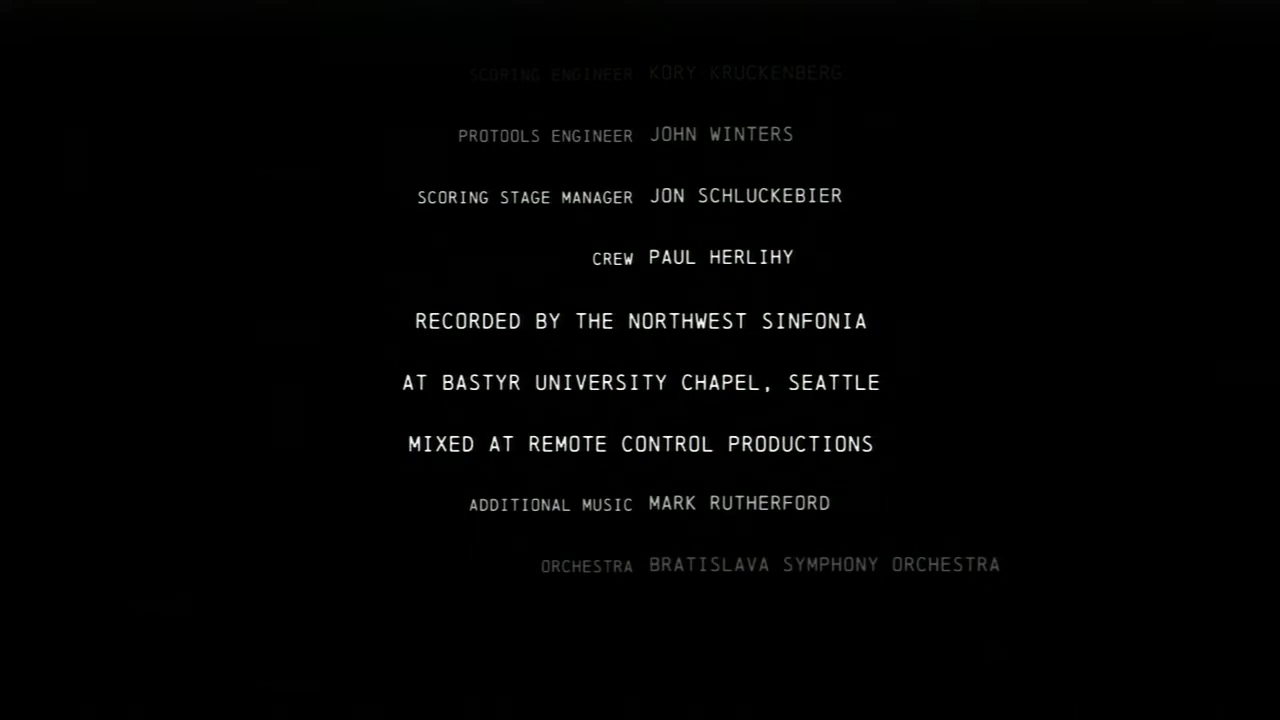 SCORING ENGINEER KORY KRUCKENBERG
PROTOOLS ENGINEER JOHN WINTERS
SCORING STAGE MANAGER JON SCHLUCKEBIER
CREW PAUL HERLIHY
RECORDED BY THE NORTHWEST SINFONIA
AT BASTYR UNIVERSITY CHAPEL, SEATTLE
MIXED AT REMOTE CONTROL PRODUCTIONS
ADDITIONAL MUSIC MARK RUTHERFORD
ORCHESTRA BRATISLAVA SYMPHONY ORCHESTRA